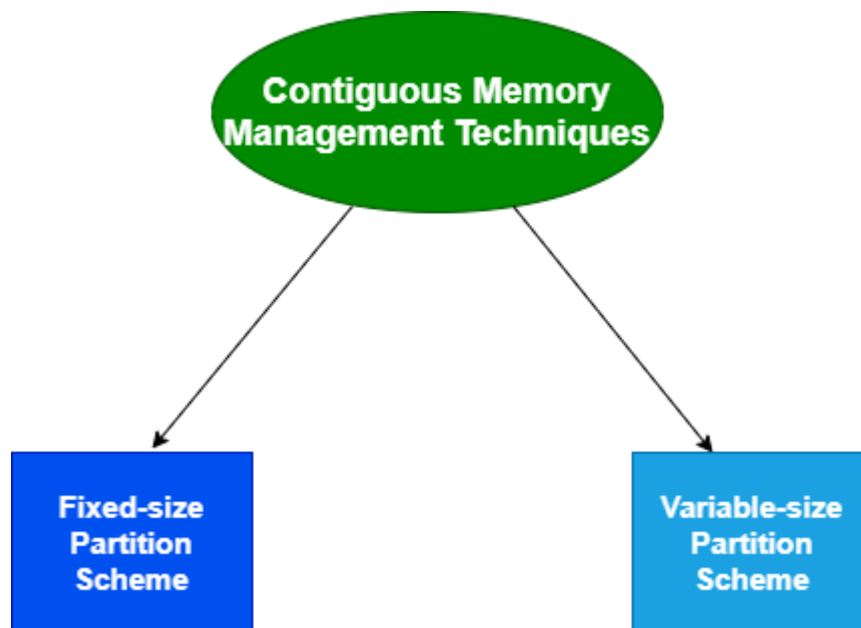 Contiguous Memory
Management Techniques
Fixed-size
Partition
Scheme
Variable-size
Partition
Scheme